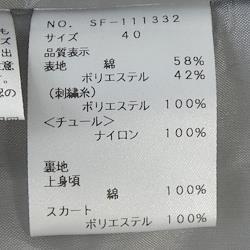 NO. SF-111332
サイズ 40
品質表示
表地 綿 58%
ポリエステル 42%
(刺繍糸)
ポリエステル 100%
<チュール>
ナイロン 100%
裏地
上身頃
綿 100%
スカート
ポリエステル 100%